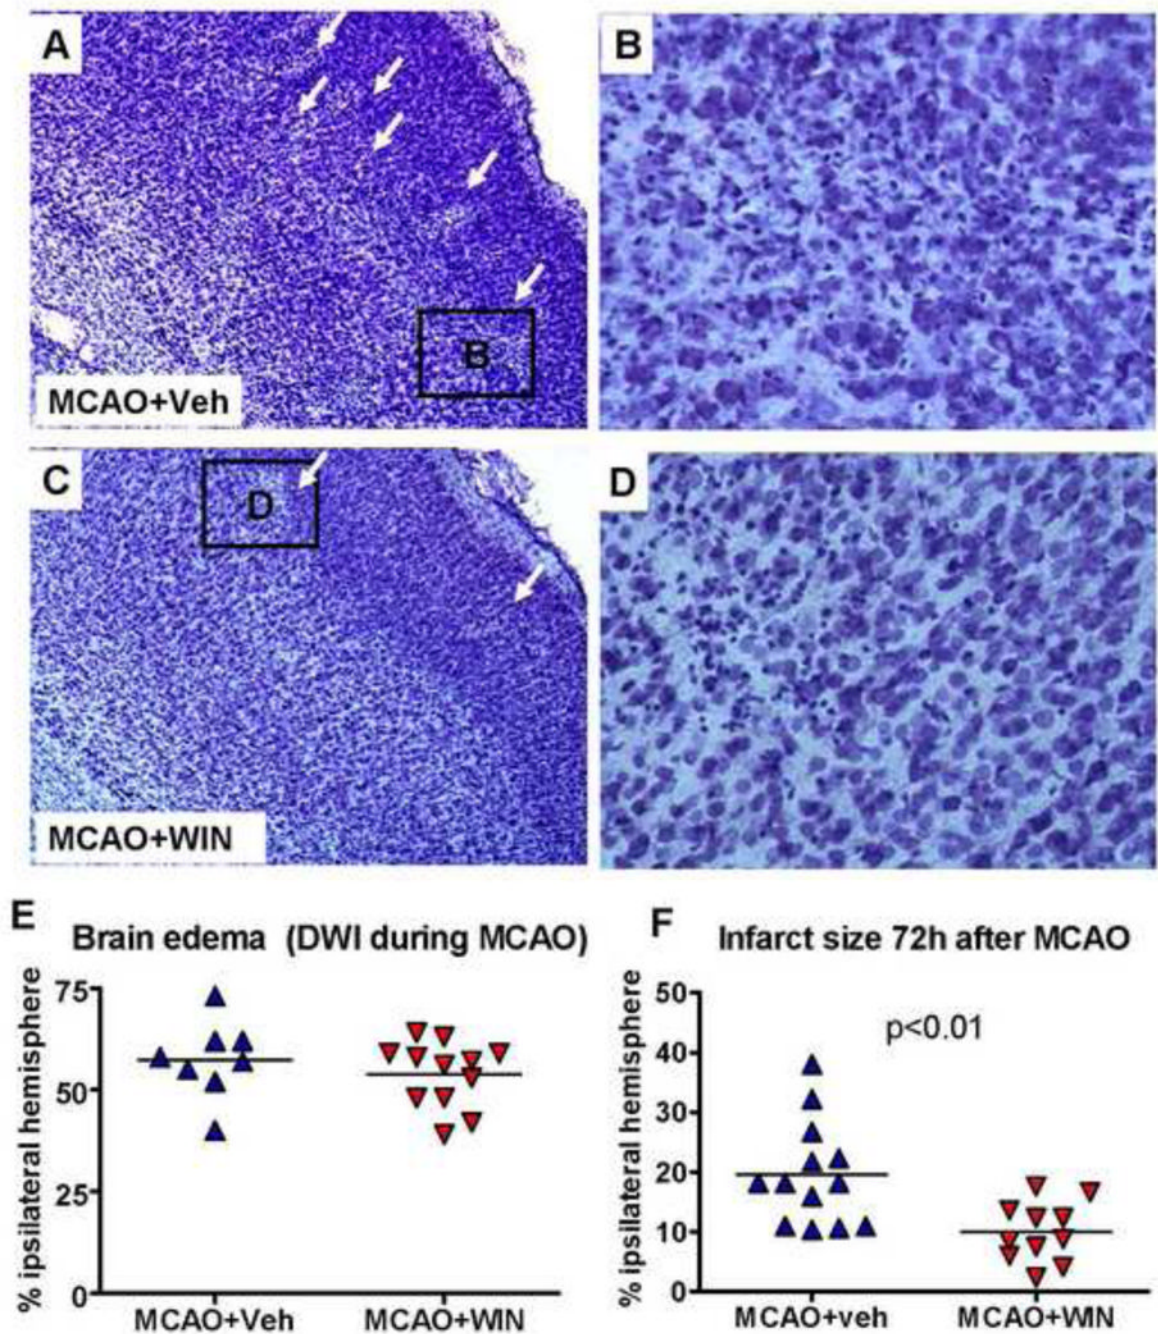 A
B
B
MCAO+Veh
C
D
D
MCAO+WIN
E
Brain edema (DWI during MCAO)
% ipsilateral hemisphere
75
50
25
0
MCAO+Veh
MCAO+WIN
F
Infarct size 72h after MCAO
% ipsilateral hemisphere
p<0.01
50
40
30
20
10
0
MCAO+veh
MCAO+WIN